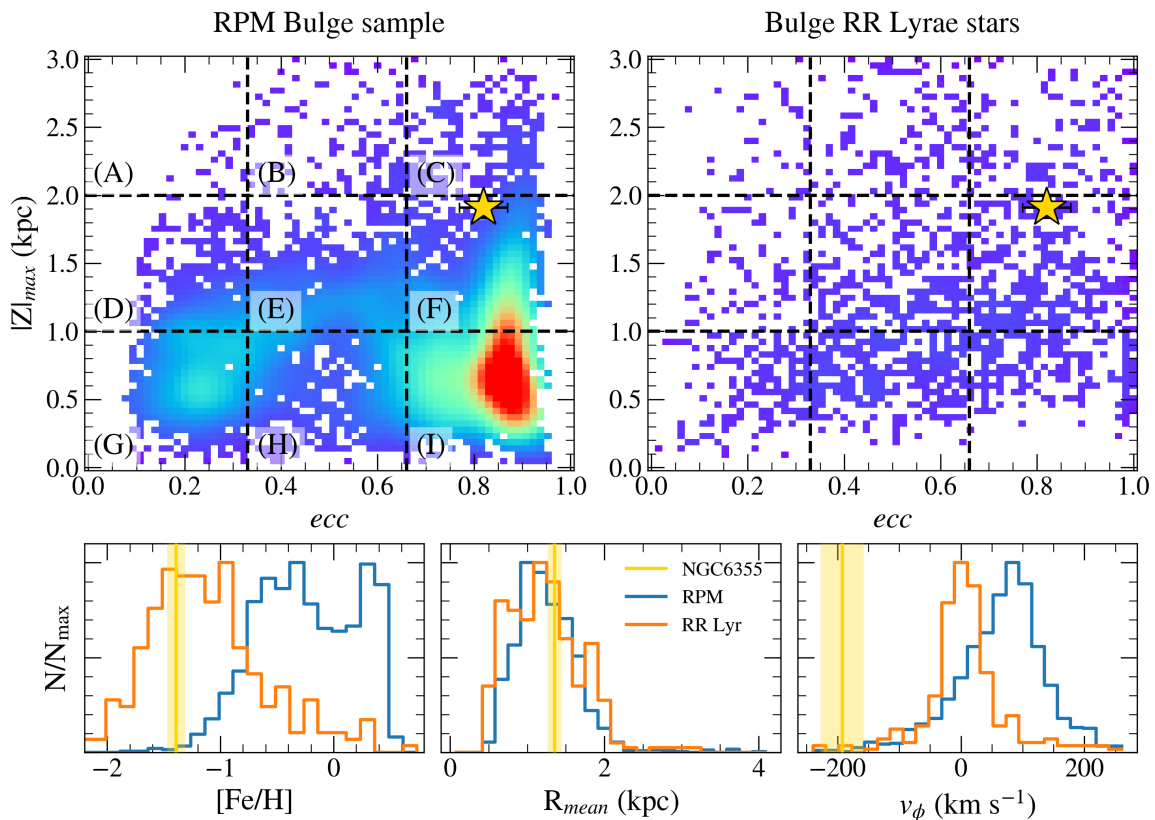 RPM Bulge sample
Bulge RR Lyrae stars
|Z|max (kpc)
3.0
2.5
2.0
1.5
1.0
0.5
0.0
(A) (B) (C)
(D) (E) (F)
(G) (H) (I)
0.0 0.2 0.4 0.6 0.8 1.0
ecc
3.0
2.5
2.0
1.5
1.0
0.5
0.0
0.0 0.2 0.4 0.6 0.8 1.0
ecc
N/Nmax
−2 −1 0
[Fe/H]
NGC6355
RPM
RR Lyr
0 2 4
Rmean (kpc)
−200 0 200
vϕ (km s−1)